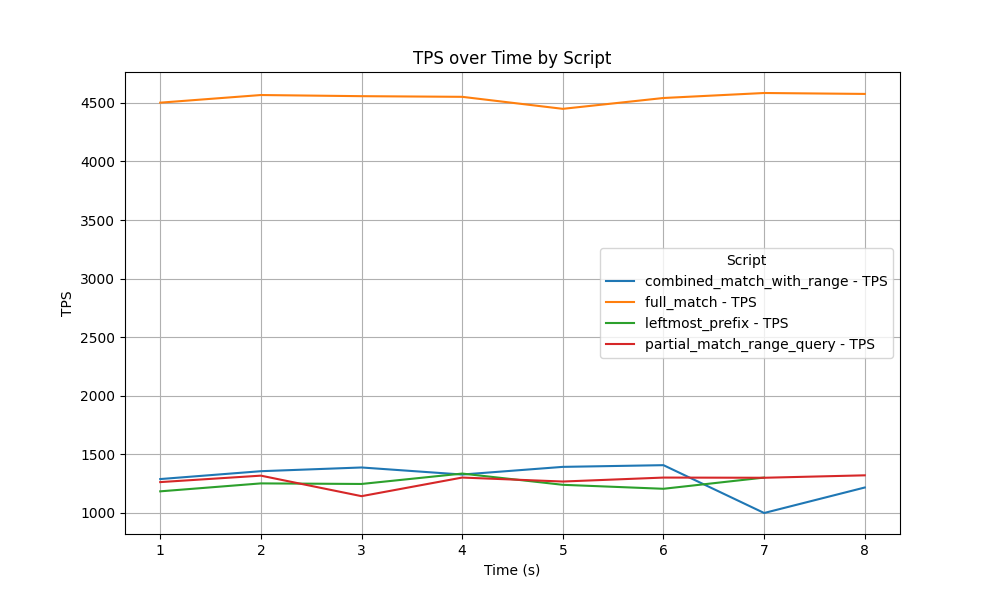 TPS over Time by Script
TPS
4500
4000
3500
3000
2500
2000
1500
1000
Script
combined_match_with_range - TPS
full_match - TPS
leftmost_prefix - TPS
partial_match_range_query - TPS
1 2 3 4 5 6 7 8
Time (s)